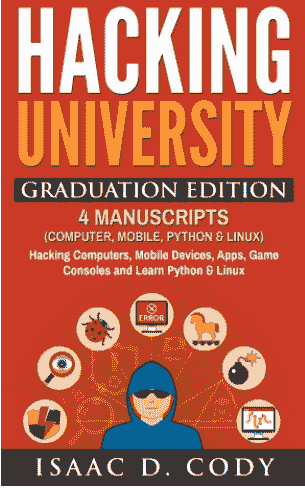 HACKING
UNIVERSITY
GRADUATION EDITION
4 MANUSCRIPTS
(COMPUTER, MOBILE, PYTHON & LINUX)
Hacking Computers, Mobile Devices, Apps, Game
Consoles and Learn Python & Linux
ERROR
ISAAC D. CODY